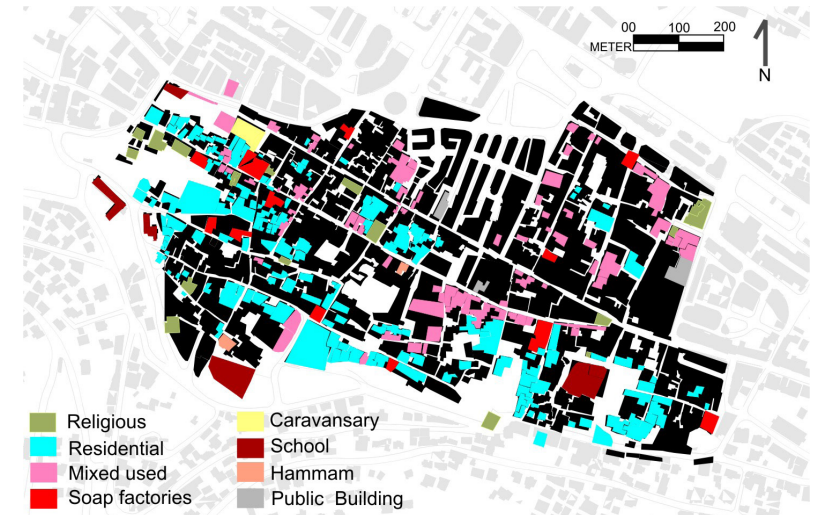 00 100 200
METER
N
Religious
Residential
Mixed used
Soap factories
Caravansary
School
Hammam
Public Building